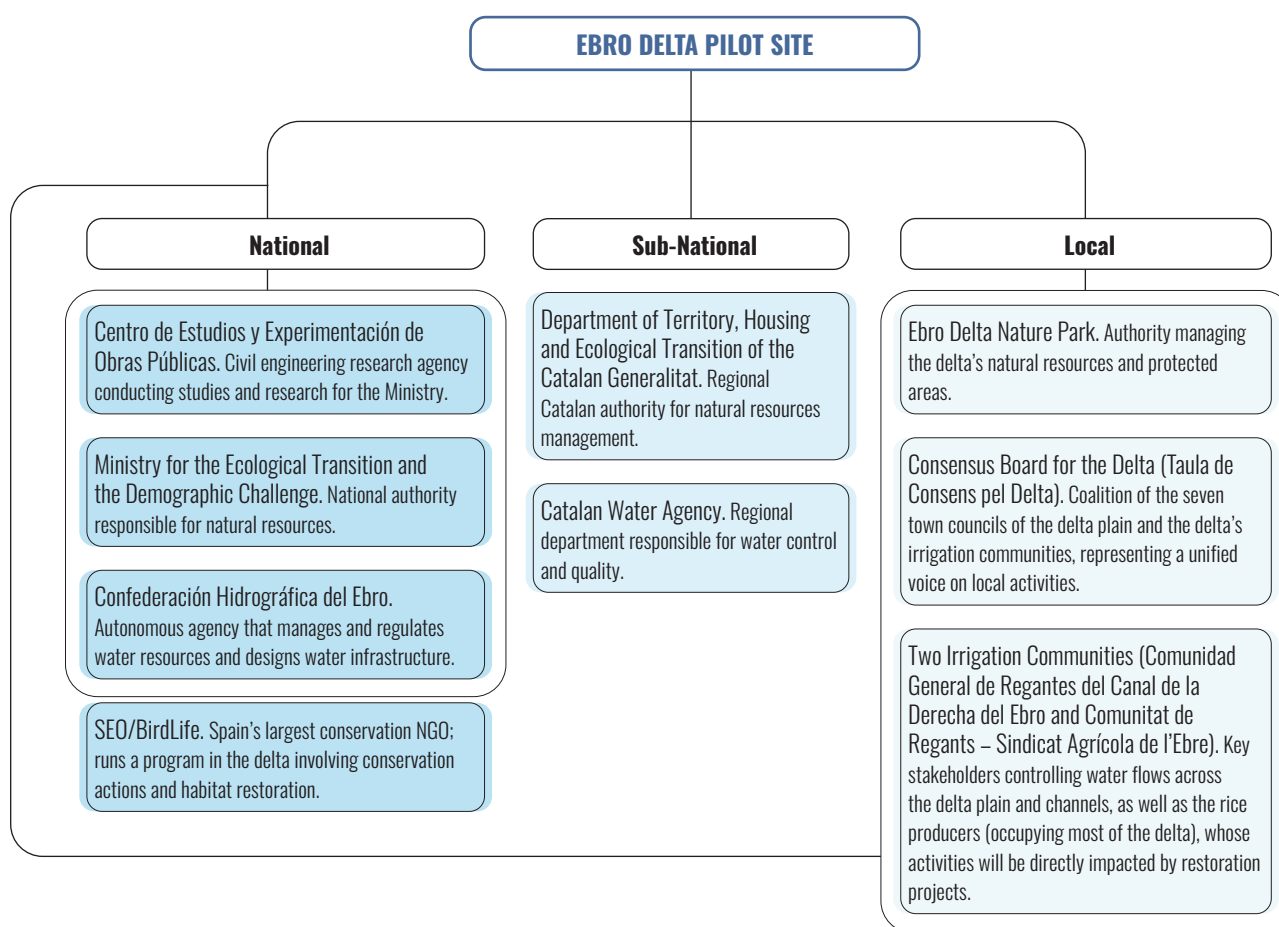 EBRO DELTA PILOT SITE
National
Centro de Estudios y Experimentación de
Obras Públicas. Civil engineering research agency
conducting studies and research for the Ministry.
Ministry for the Ecological Transition and
the Demographic Challenge. National authority
responsible for natural resources.
Confederación Hidrográfica del Ebro.
Autonomous agency that manages and regulates
water resources and designs water infrastructure.
SEO/BirdLife. Spain's largest conservation NGO;
runs a program in the delta involving conservation
actions and habitat restoration.
Sub-National
Department of Territory, Housing
and Ecological Transition of the
Catalan Generalitat. Regional
Catalan authority for natural resources
management.
Catalan Water Agency. Regional
department responsible for water control
and quality.
Local
Ebro Delta Nature Park. Authority managing
the delta's natural resources and protected
areas.
Consensus Board for the Delta (Taula de
Consens pel Delta). Coalition of the seven
town councils of the delta plain and the delta's
irrigation communities, representing a unified
voice on local activities.
Two Irrigation Communities (Comunidad
General de Regantes del Canal de la
Derecha del Ebro and Comunitat de
Regants – Sindicat Agrícola de l'Ebre). Key
stakeholders controlling water flows across
the delta plain and channels, as well as the rice
producers (occupying most of the delta), whose
activities will be directly impacted by restoration
projects.